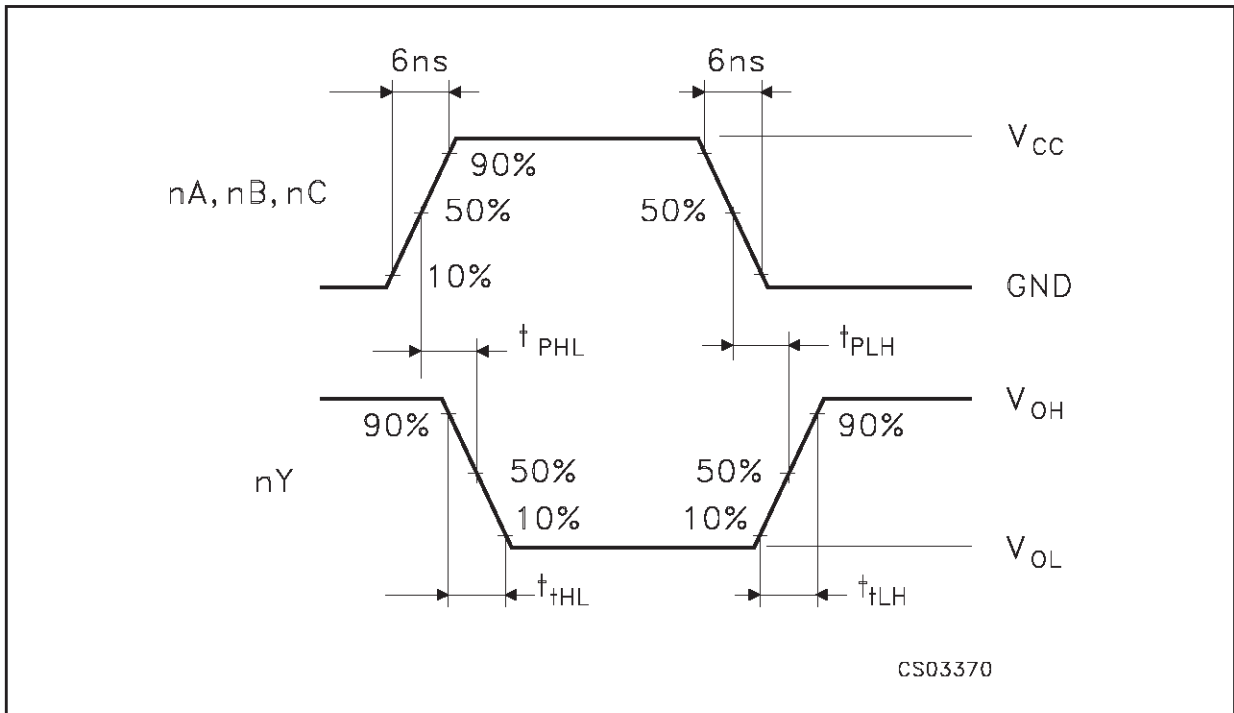 6ns 6ns
V_CC
90%
nA, nB, nC
50% 50%
10%
GND
t_PHL t_PLH
V_OH
90% 90%
nY
50% 50%
10% 10%
V_OL
t_tHL t_tLH
CS03370